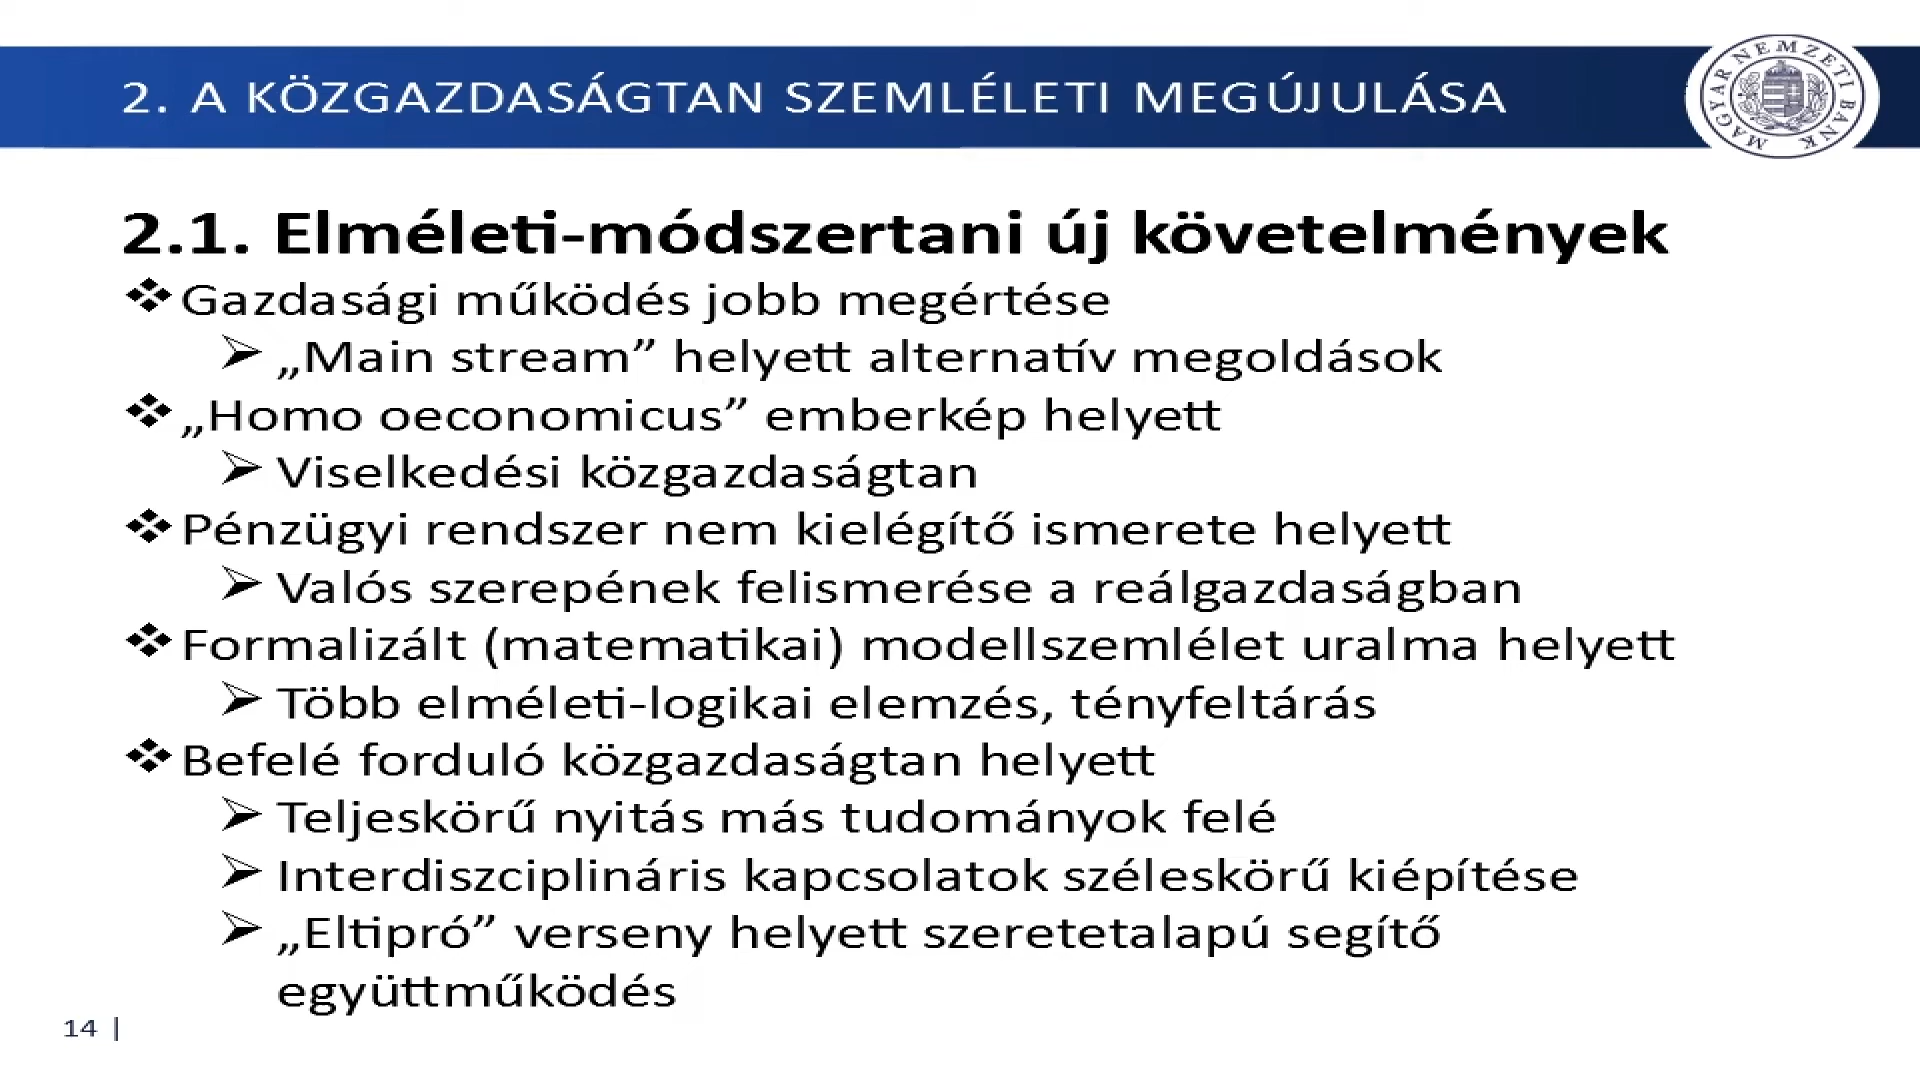 2. A KÖZGAZDASÁGTAN SZEMLÉLETI MEGÚJULÁSA
MAGYAR NEMZETI BANK
2.1. Elméleti-módszertani új követelmények
❖Gazdasági működés jobb megértése
➢„Main stream” helyett alternatív megoldások
❖„Homo oeconomicus” emberkép helyett
➢Viselkedési közgazdaságtan
❖Pénzügyi rendszer nem kielégítő ismerete helyett
➢Valós szerepének felismerése a reálgazdaságban
❖Formalizált (matematikai) modellszemlélet uralma helyett
➢Több elméleti-logikai elemzés, tényfeltárás
❖Befelé forduló közgazdaságtan helyett
➢Teljeskörű nyitás más tudományok felé
➢Interdiszciplináris kapcsolatok széleskörű kiépítése
➢„Eltipró” verseny helyett szeretetalapú segítő
együttműködés
14 |